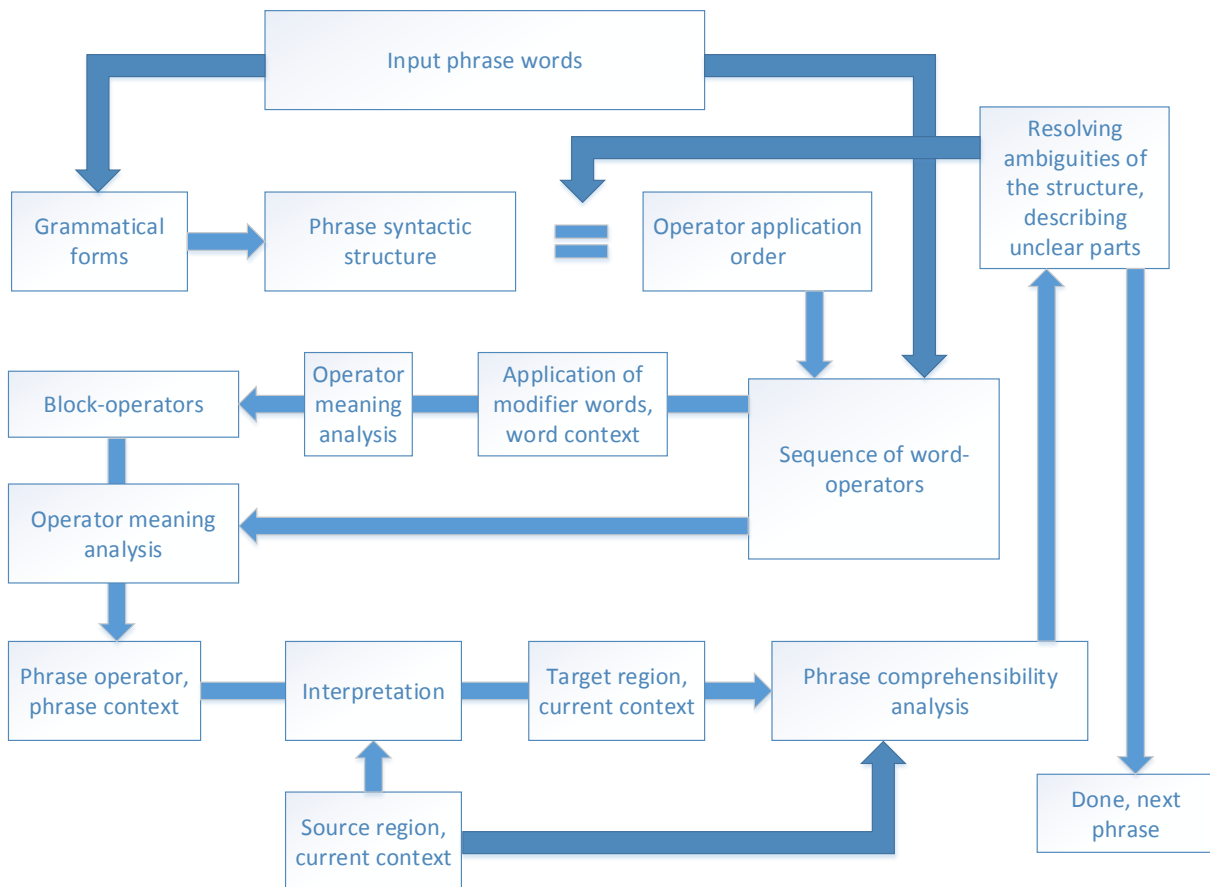 Input phrase words
Resolving
ambiguities of
the structure,
describing
unclear parts
Grammatical
forms
Phrase syntactic
structure
=
Operator application
order
Block-operators
Operator
meaning
analysis
Application of
modifier words,
word context
Sequence of word-
operators
Operator meaning
analysis
Phrase operator,
phrase context
Interpretation
Target region,
current context
Phrase comprehensibility
analysis
Source region,
current context
Done, next
phrase